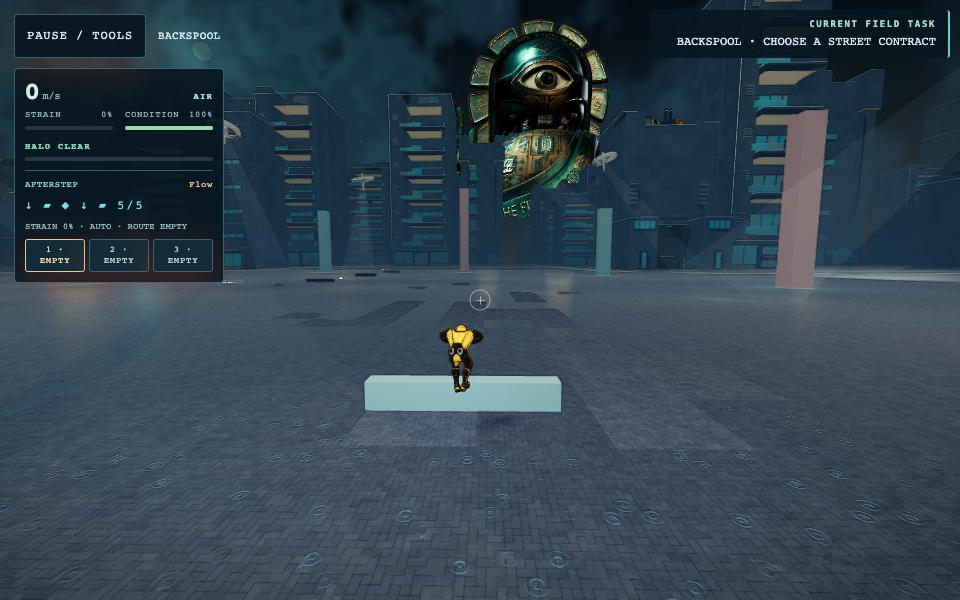 PAUSE / TOOLS
BACKSPOOL
CURRENT FIELD TASK
BACKSPOOL · CHOOSE A STREET CONTRACT
0 m/s
AIR
STRAIN 0%
CONDITION 100%
HALO CLEAR
AFTERSTEP
Flow
5/5
STRAIN 0% · AUTO · ROUTE EMPTY
1 · EMPTY
2 · EMPTY
3 · EMPTY